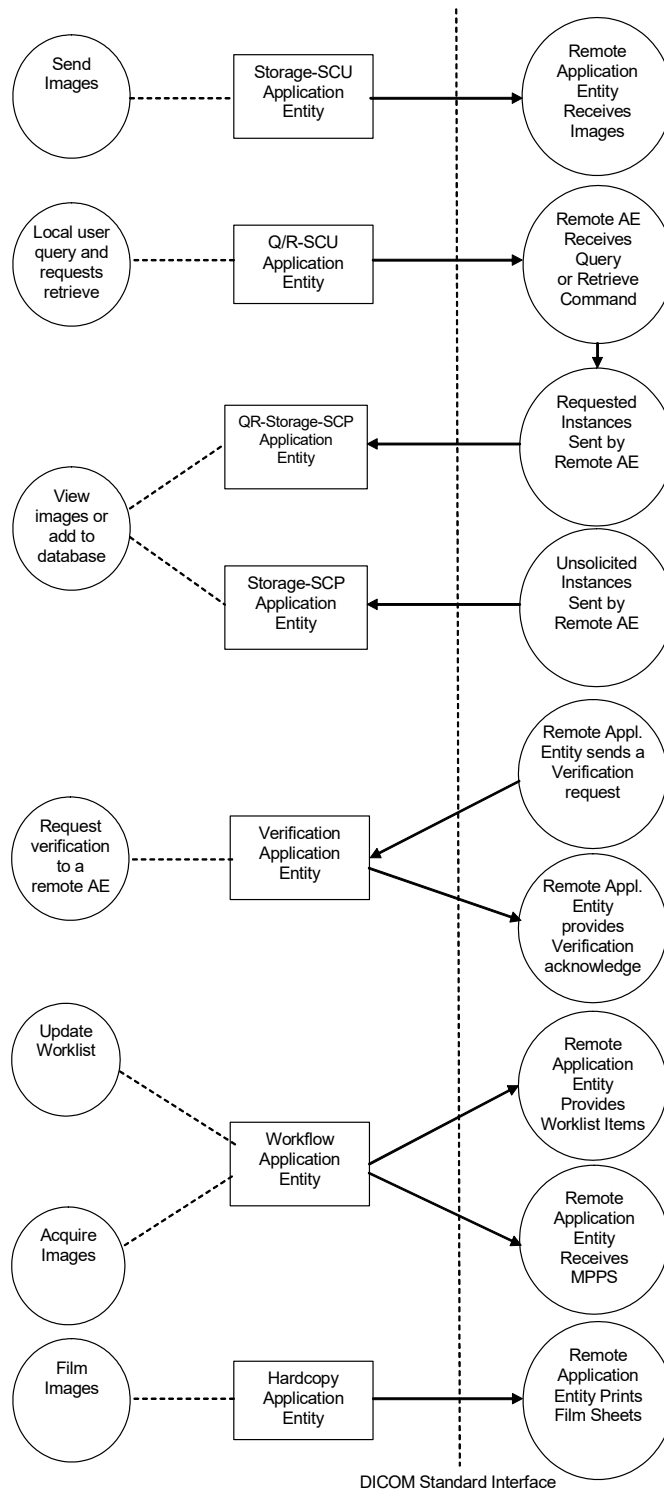 Send
Images
Storage-SCU
Application
Entity
Remote
Application
Entity
Receives
Images
Local user
query and
requests
retrieve
Q/R-SCU
Application
Entity
Remote AE
Receives
Query
or Retrieve
Command
QR-Storage-SCP
Application
Entity
Requested
Instances
Sent by
Remote AE
View
images or
add to
database
Storage-SCP
Application
Entity
Unsolicited
Instances
Sent by
Remote AE
Remote Appl.
Entity sends a
Verification
request
Request
verification
to a
remote AE
Verification
Application
Entity
Remote Appl.
Entity
provides
Verification
acknowledge
Update
Worklist
Remote
Application
Entity
Provides
Worklist Items
Workflow
Application
Entity
Acquire
Images
Remote
Application
Entity
Receives
MPPS
Film
Images
Hardcopy
Application
Entity
Remote
Application
Entity Prints
Film Sheets
DICOM Standard Interface